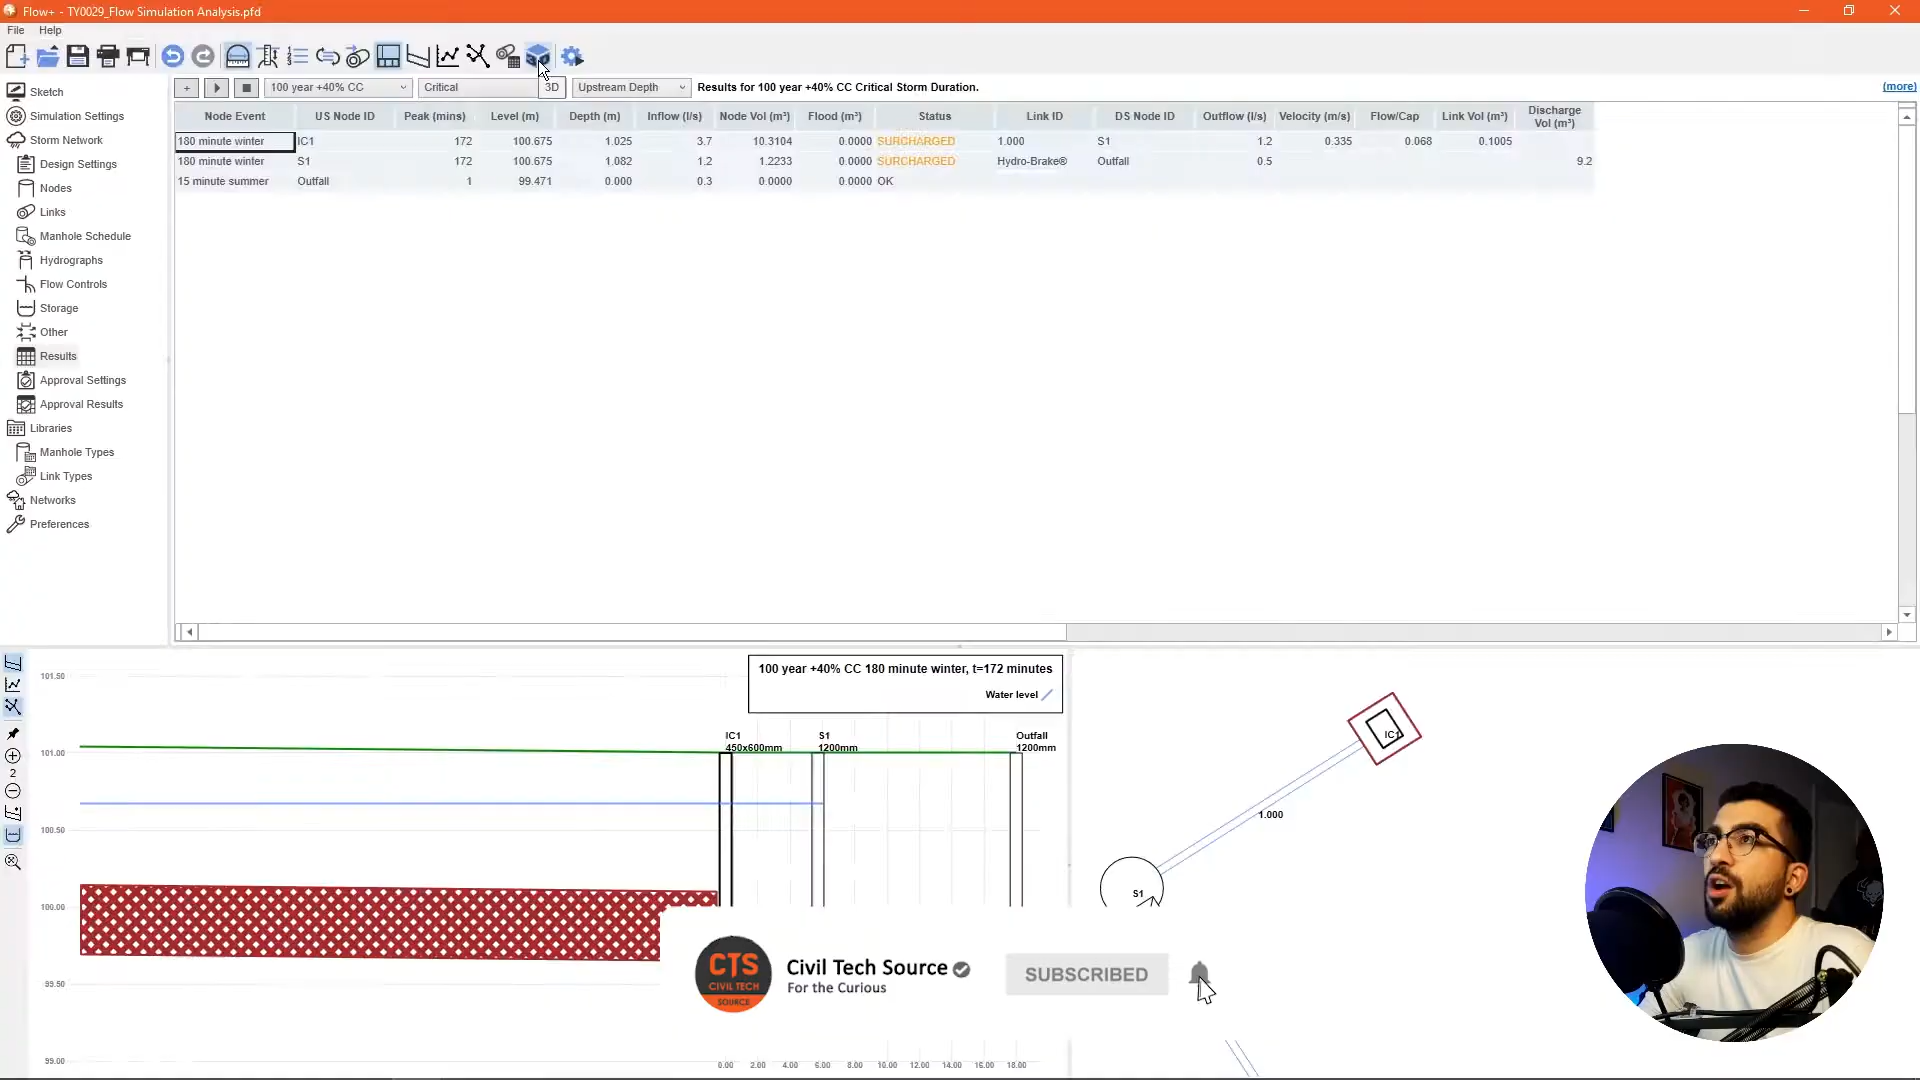 Flow+ - TY0029_Flow Simulation Analysis.pfd
File Help
100 year +40% CC Critical 3D Upstream Depth Results for 100 year +40% CC Critical Storm Duration. (more)
Sketch
Simulation Settings
Storm Network
Design Settings
Nodes
Links
Manhole Schedule
Hydrographs
Flow Controls
Storage
Other
Results
Approval Settings
Approval Results
Libraries
Manhole Types
Link Types
Networks
Preferences
Node Event US Node ID Peak (mins) Level (m) Depth (m) Inflow (l/s) Node Vol (m³) Flood (m³) Status Link ID DS Node ID Outflow (l/s) Velocity (m/s) Flow/Cap Link Vol (m³) Discharge Vol (m³)
180 minute winter IC1 172 100.675 1.025 3.7 10.3104 0.0000 SURCHARGED 1.000 S1 1.2 0.335 0.068 0.1005
180 minute winter S1 172 100.675 1.082 1.2 1.2233 0.0000 SURCHARGED Hydro-Brake® Outfall 0.5 9.2
15 minute summer Outfall 1 99.471 0.000 0.3 0.0000 0.0000 OK
2
101.50
101.00
100.50
100.00
99.50
99.00
100 year +40% CC 180 minute winter, t=172 minutes
Water level
IC1
450x600mm
S1
1200mm
Outfall
1200mm
0.00 2.00 4.00 6.00 8.00 10.00 12.00 14.00 16.00 18.00
IC1
1.000
S1
CTS
CIVIL TECH
SOURCE
Civil Tech Source
For the Curious
SUBSCRIBED